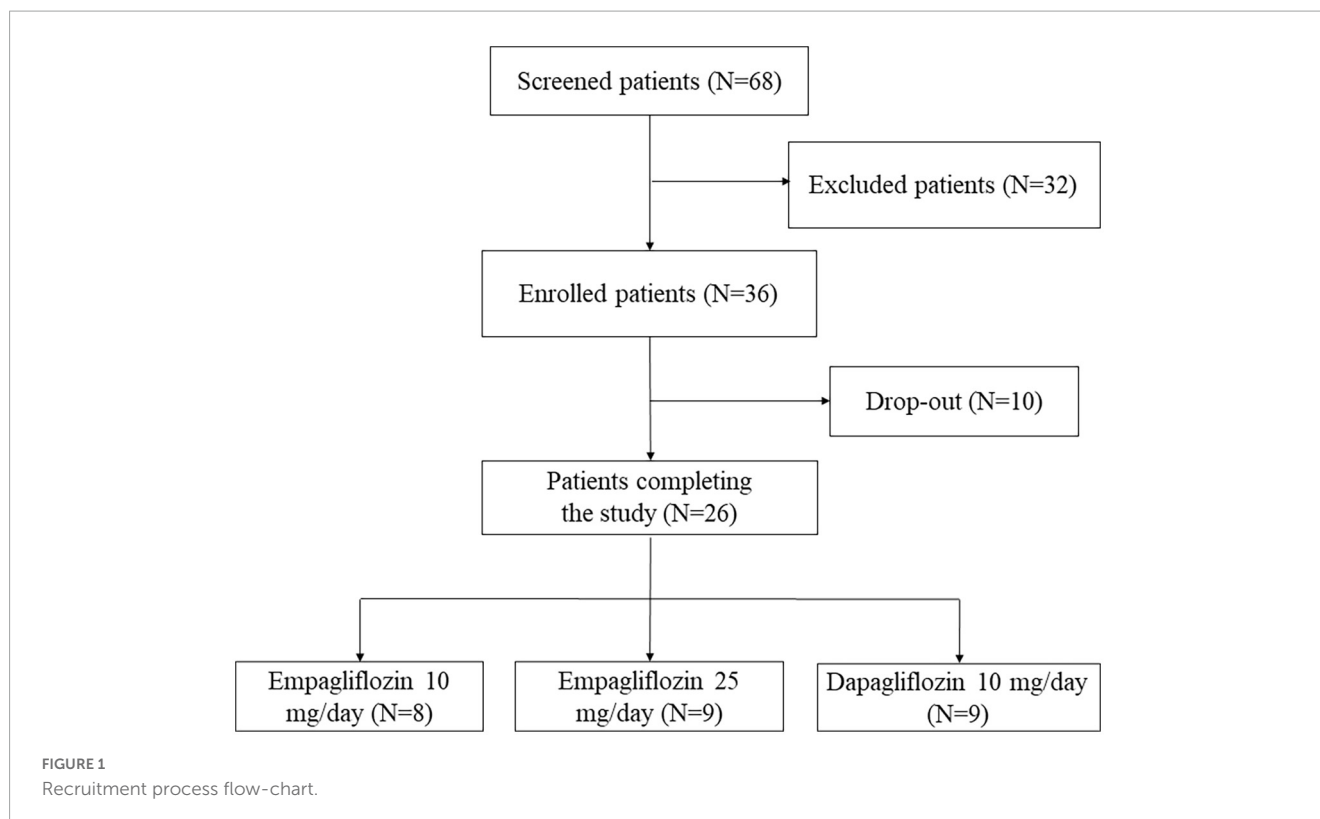 Screened patients (N=68)
Excluded patients (N=32)
Enrolled patients (N=36)
Drop-out (N=10)
Patients completing
the study (N=26)
Empagliflozin 10
mg/day (N=8)
Empagliflozin 25
mg/day (N=9)
Dapagliflozin 10 mg/day
(N=9)
FIGURE 1
Recruitment process flow-chart.